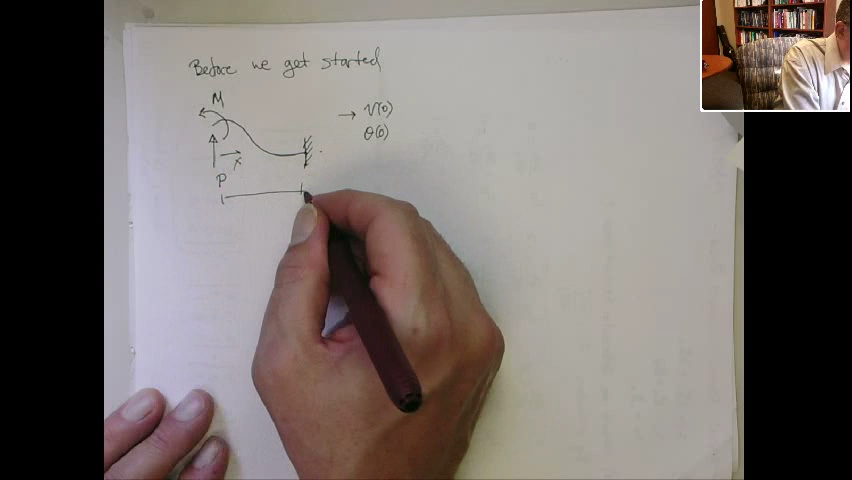 Before we get started
M
→ v(0)
θ(0)
x
P